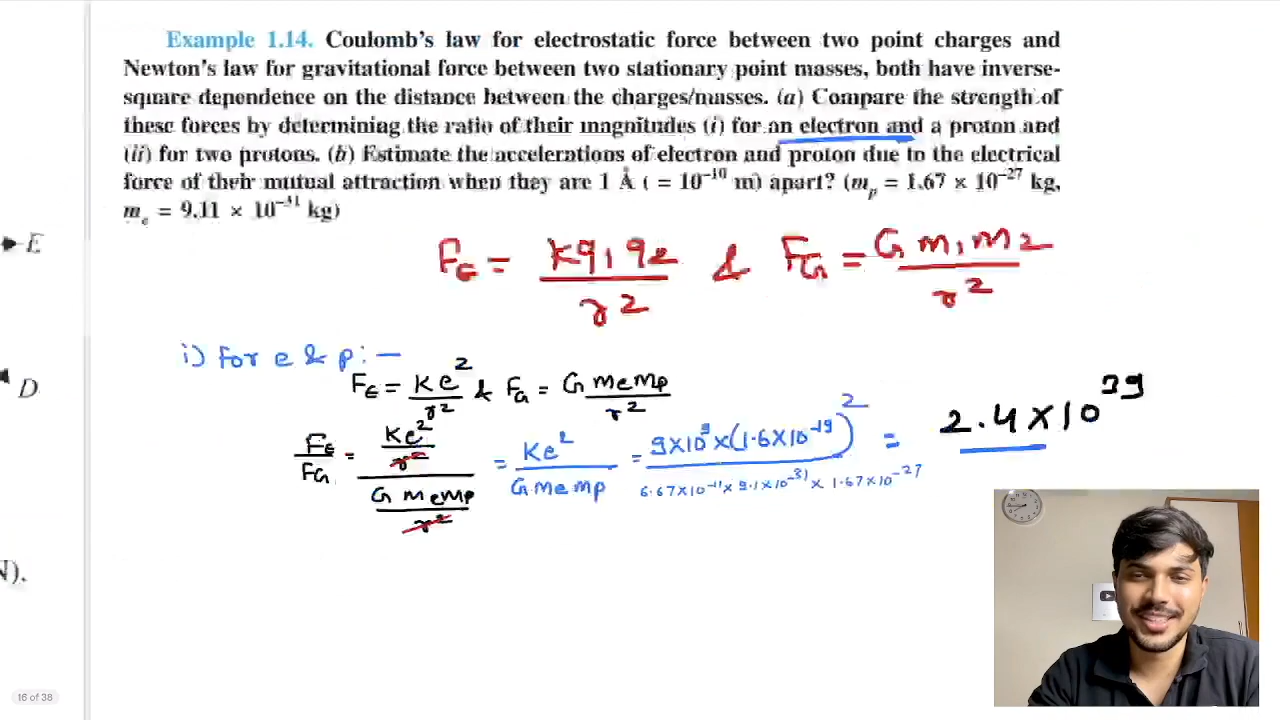 Example 1.14. Coulomb's law for electrostatic force between two point charges and
Newton's law for gravitational force between two stationary point masses, both have inverse-
square dependence on the distance between the charges/masses. (a) Compare the strength of
these forces by determining the ratio of their magnitudes (i) for an electron and a proton and
(ii) for two protons. (b) Estimate the accelerations of electron and proton due to the electrical
force of their mutual attraction when they are 1 Å ( = 10⁻¹⁰ m) apart? (mₚ = 1.67 × 10⁻²⁷ kg,
mₑ = 9.11 × 10⁻³¹ kg)
E
D
N).
F_E = Kq₁q₂/r² & F_G = Gm₁m₂/r²
i) For e & p :—
F_E = Ke²/r² & F_G = G memp/r²
F_E/F_G = (Ke²/r²)/(G memp/r²) = Ke²/(G me mp) = 9×10⁹×(1.6×10⁻¹⁹)²/(6.67×10⁻¹¹×9.1×10⁻³¹×1.67×10⁻²⁷) = 2.4×10³⁹
16 of 38